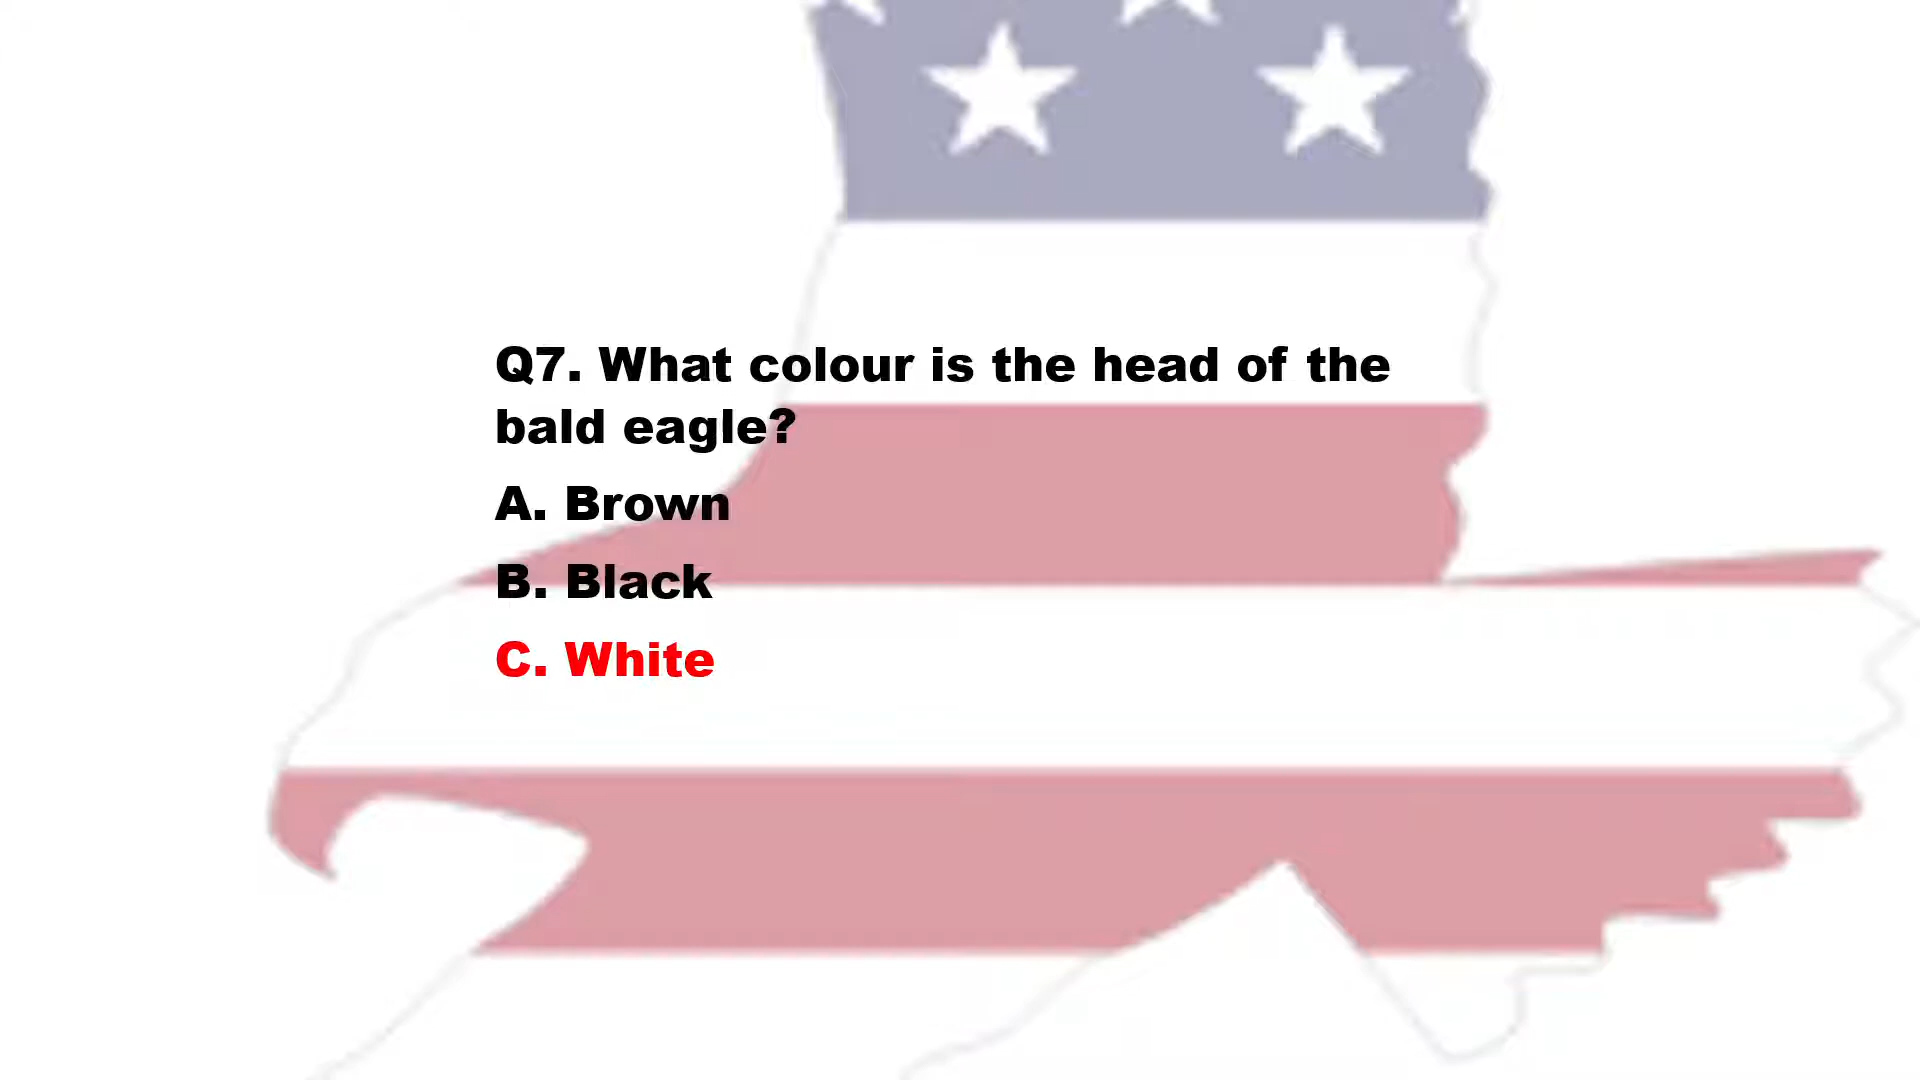 Q7. What colour is the head of the
bald eagle?
A. Brown
B. Black
C. White